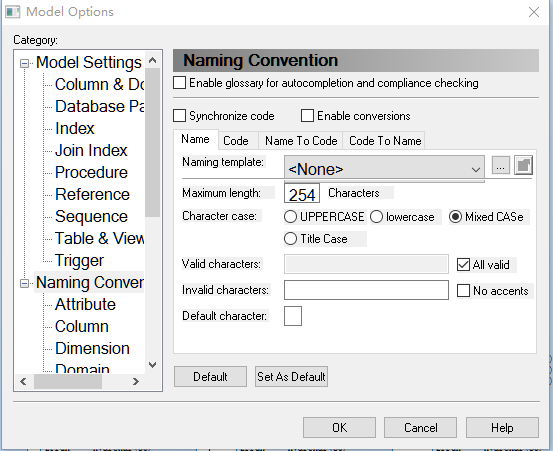 Model Options
Category:
Model Settings
Column & Do
Database Pa
Index
Join Index
Procedure
Reference
Sequence
Table & View
Trigger
Naming Conver
Attribute
Column
Dimension
Domain
Naming Convention
Enable glossary for autocompletion and compliance checking
Synchronize code Enable conversions
Name Code Name To Code Code To Name
Naming template: <None> ...
Maximum length: 254 Characters
Character case: UPPERCASE lowercase Mixed CASe
Title Case
Valid characters: All valid
Invalid characters: No accents
Default character:
Default Set As Default
OK Cancel Help